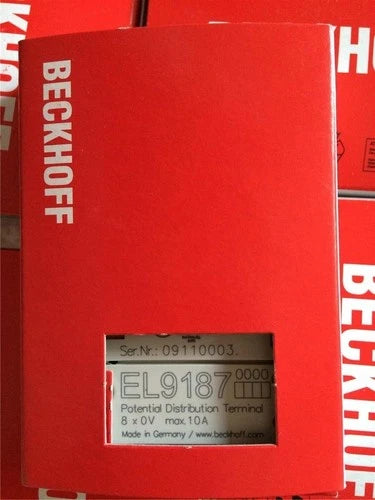 BECKHOFF
Ser.Nr.: 09110003.
EL9187 0000
Potential Distribution Terminal
8 x 0V max. 10A
Made in Germany / www.beckhoff.com
BECKHOFF